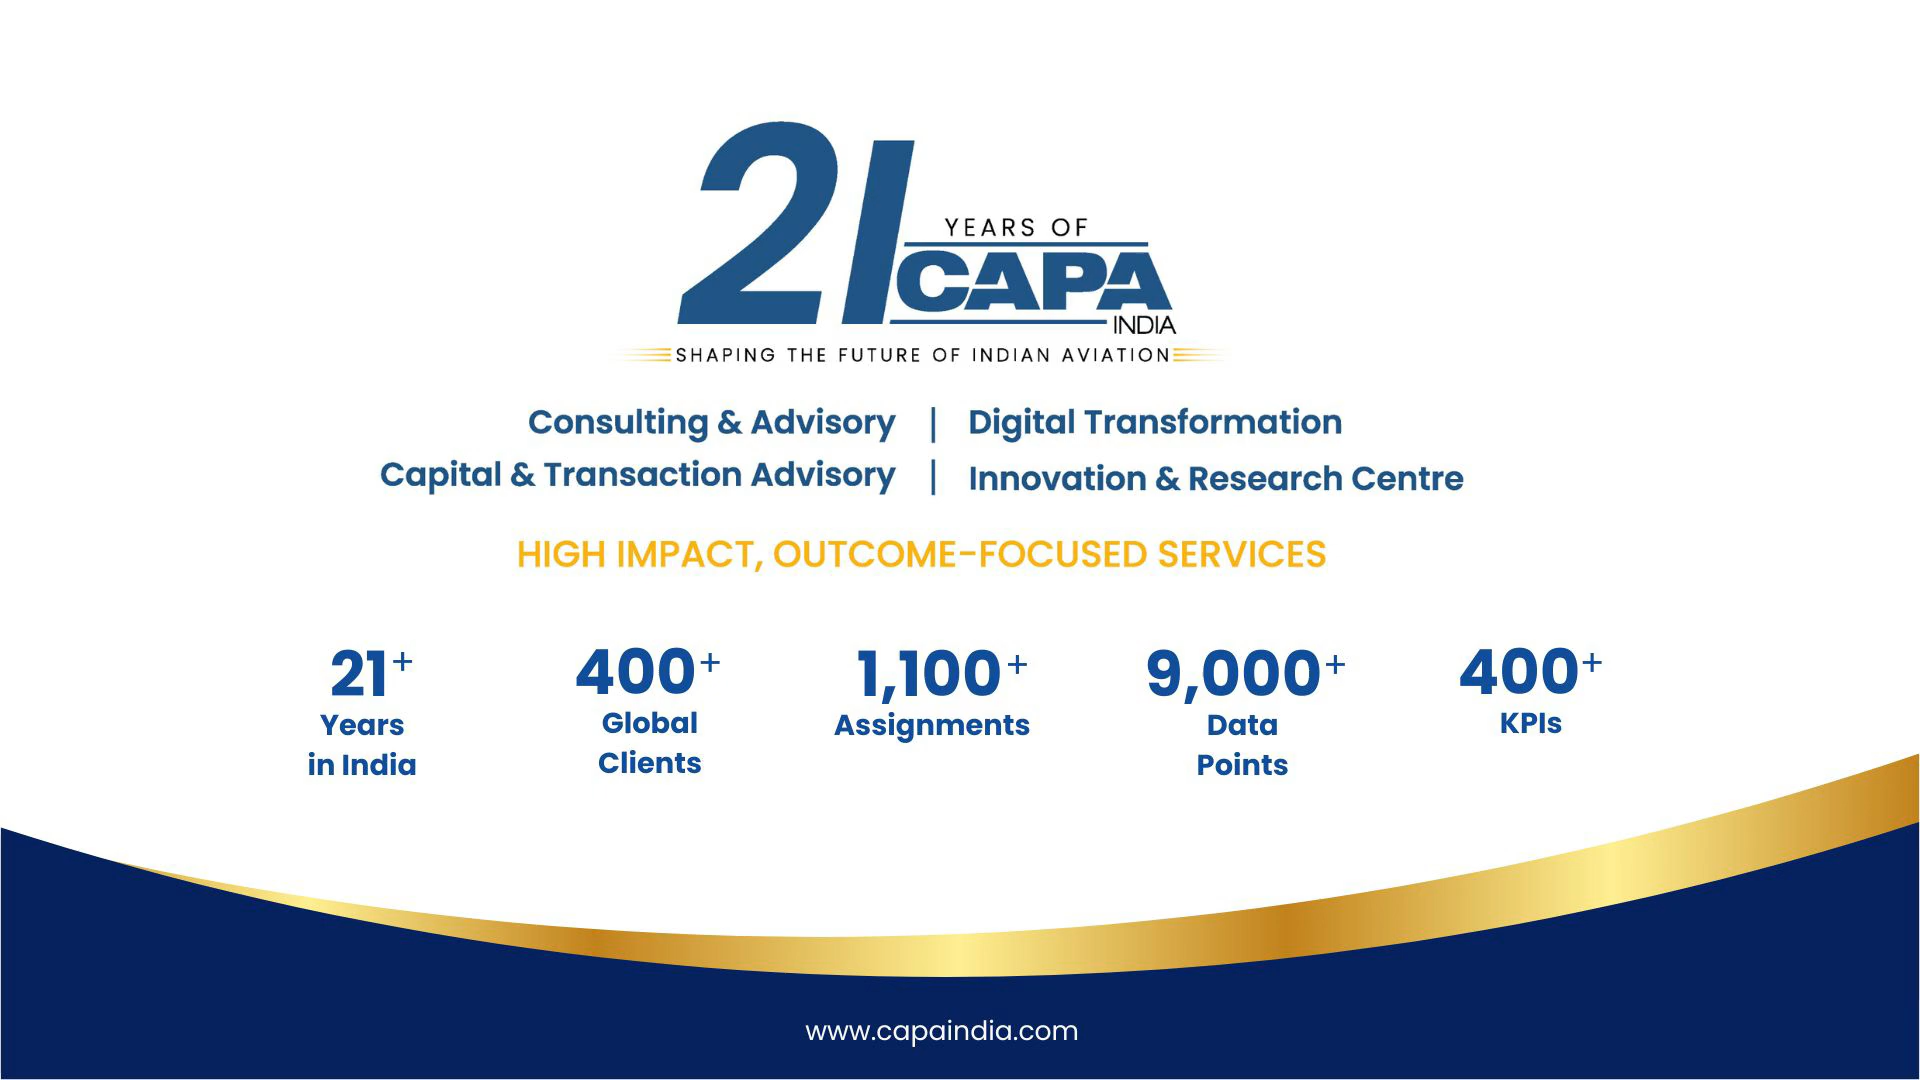 21 YEARS OF
CAPA
INDIA
SHAPING THE FUTURE OF INDIAN AVIATION
Consulting & Advisory | Digital Transformation
Capital & Transaction Advisory | Innovation & Research Centre
HIGH IMPACT, OUTCOME-FOCUSED SERVICES
21+
Years
in India
400+
Global
Clients
1,100+
Assignments
9,000+
Data
Points
400+
KPIs
www.capaindia.com